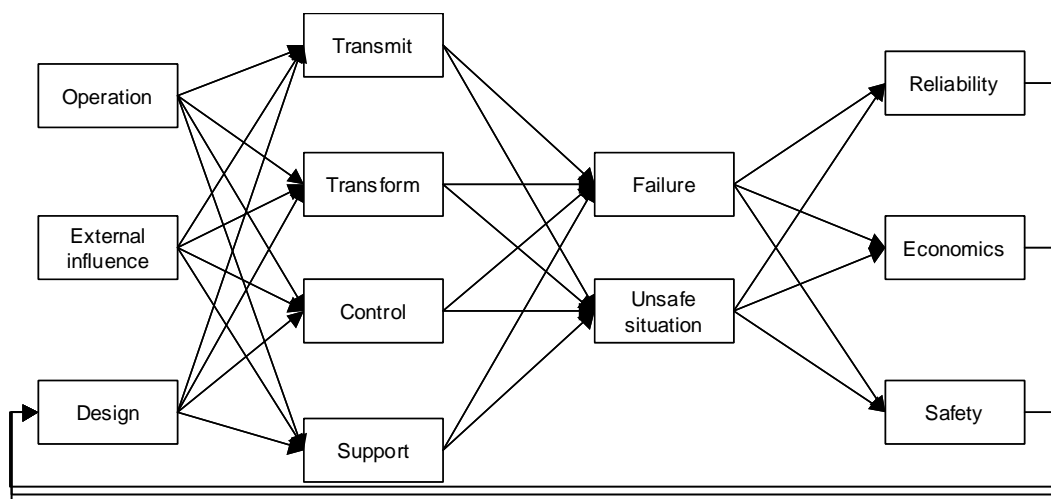 Operation
External
influence
Design
Transmit
Transform
Control
Support
Failure
Unsafe
situation
Reliability
Economics
Safety